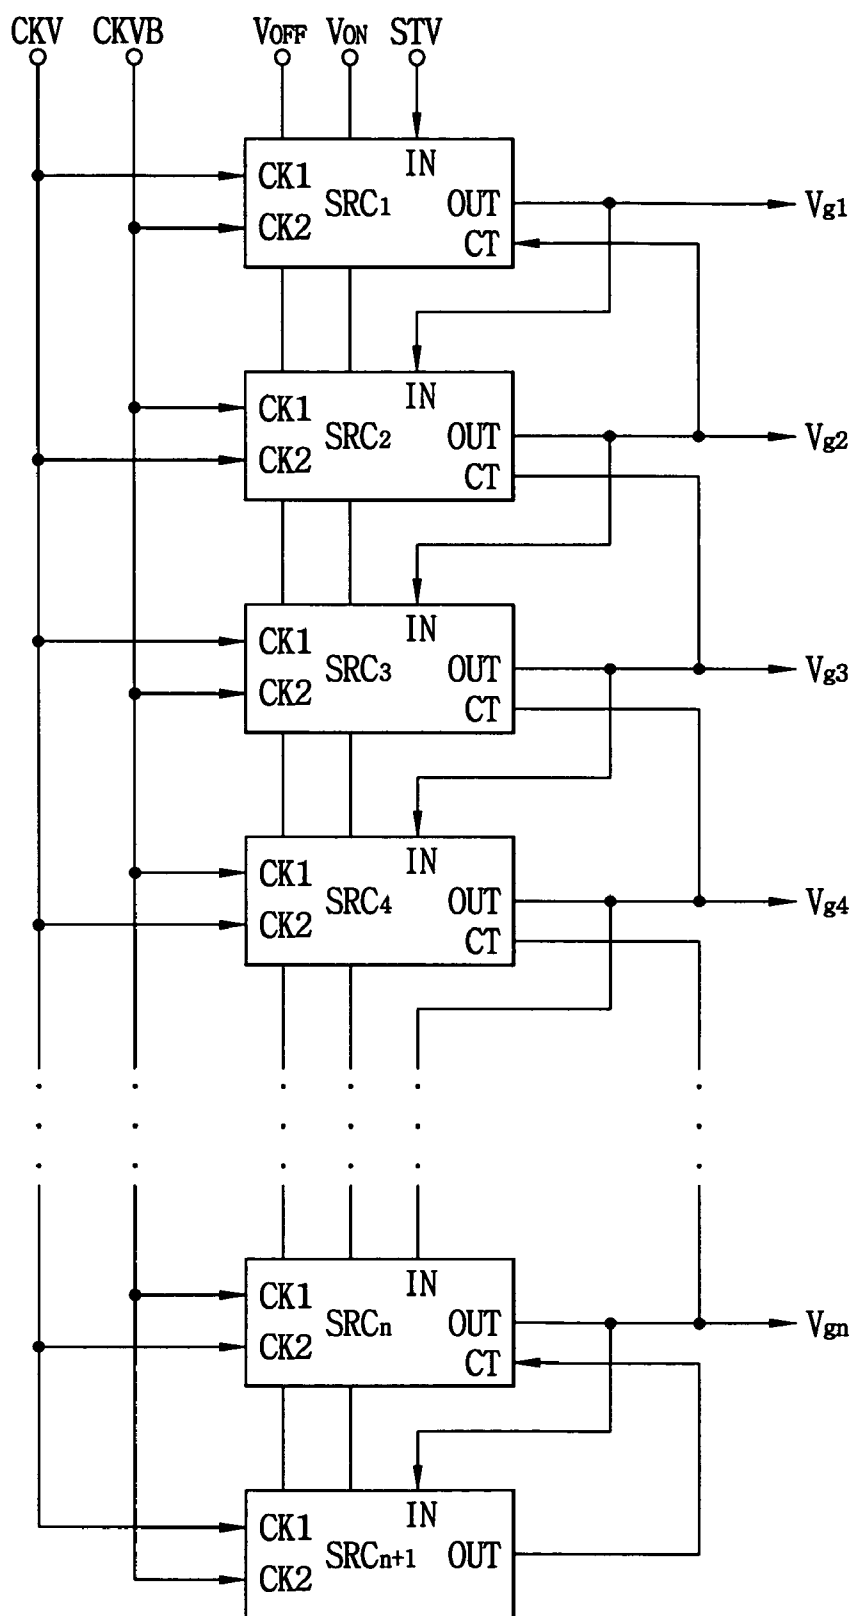 CKV CKVB VOFF VON STV
IN
CK1
SRC1 OUT Vg1
CK2 CT
IN
CK1
SRC2 OUT Vg2
CK2 CT
IN
CK1
SRC3 OUT Vg3
CK2 CT
IN
CK1
SRC4 OUT Vg4
CK2 CT
IN
CK1
SRCn OUT Vgn
CK2 CT
IN
CK1
SRCn+1 OUT
CK2